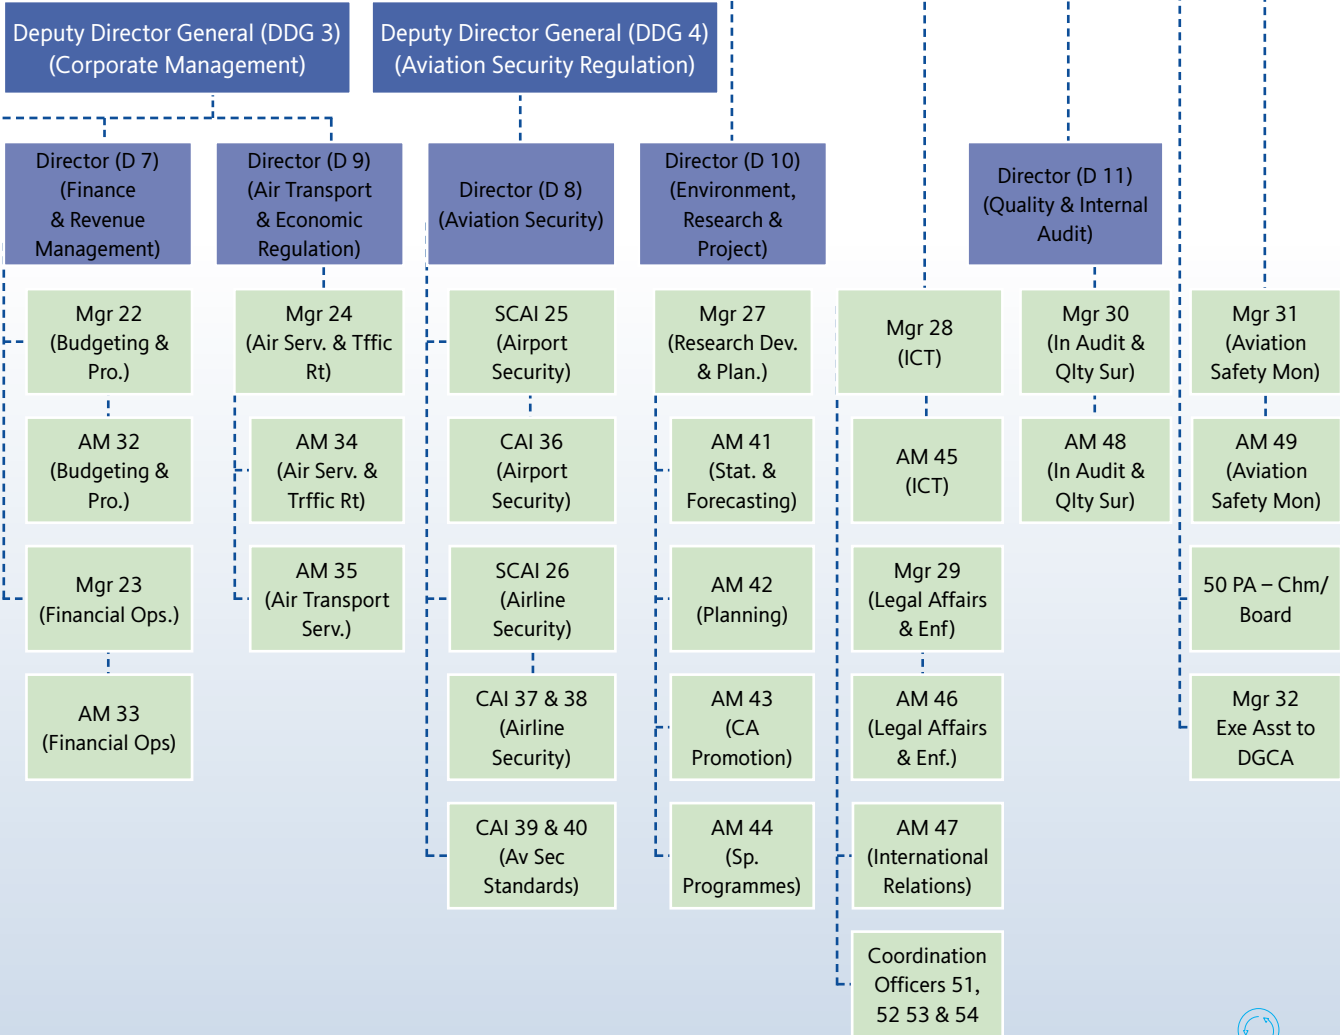 Deputy Director General (DDG 3)
(Corporate Management)
Deputy Director General (DDG 4)
(Aviation Security Regulation)
Director (D 7)
(Finance
& Revenue
Management)
Director (D 9)
(Air Transport
& Economic
Regulation)
Director (D 8)
(Aviation Security)
Director (D 10)
(Environment,
Research &
Project)
Director (D 11)
(Quality & Internal
Audit)
Mgr 22
(Budgeting &
Pro.)
Mgr 24
(Air Serv. & Tffic
Rt)
SCAI 25
(Airport
Security)
Mgr 27
(Research Dev.
& Plan.)
Mgr 28
(ICT)
Mgr 30
(In Audit &
Qlty Sur)
Mgr 31
(Aviation
Safety Mon)
AM 32
(Budgeting &
Pro.)
AM 34
(Air Serv. &
Trffic Rt)
CAI 36
(Airport
Security)
AM 41
(Stat. &
Forecasting)
AM 45
(ICT)
AM 48
(In Audit &
Qlty Sur)
AM 49
(Aviation
Safety Mon)
Mgr 23
(Financial Ops.)
AM 35
(Air Transport
Serv.)
SCAI 26
(Airline
Security)
AM 42
(Planning)
Mgr 29
(Legal Affairs
& Enf)
50 PA – Chm/
Board
AM 33
(Financial Ops)
CAI 37 & 38
(Airline
Security)
AM 43
(CA
Promotion)
AM 46
(Legal Affairs
& Enf.)
Mgr 32
Exe Asst to
DGCA
CAI 39 & 40
(Av Sec
Standards)
AM 44
(Sp.
Programmes)
AM 47
(International
Relations)
Coordination
Officers 51,
52 53 & 54